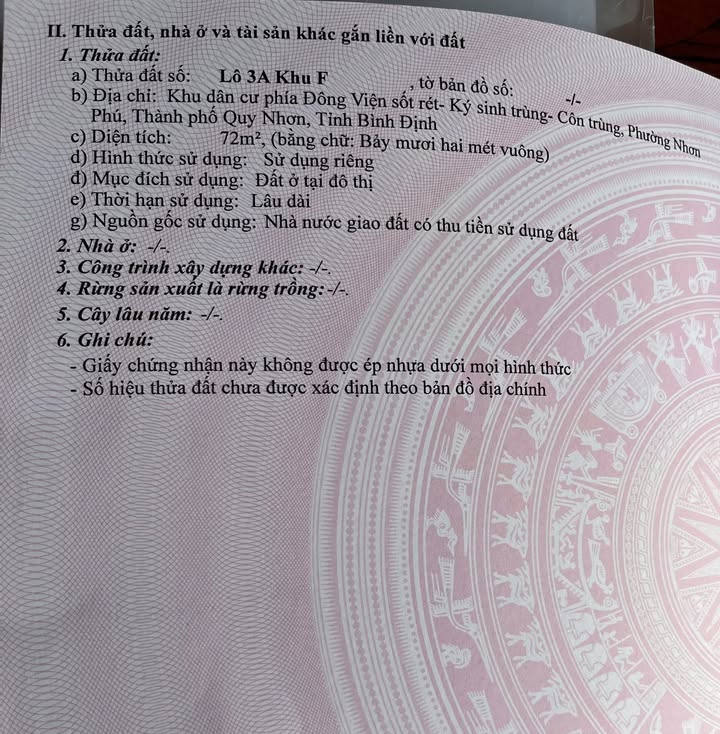 II. Thửa đất, nhà ở và tài sản khác gắn liền với đất
1. Thửa đất:
a) Thửa đất số: Lô 3A Khu F , tờ bản đồ số: -/-
b) Địa chỉ: Khu dân cư phía Đông Viện sốt rét- Ký sinh trùng- Côn trùng, Phường Nhơn
Phú, Thành phố Quy Nhơn, Tỉnh Bình Định
c) Diện tích: 72m², (bằng chữ: Bảy mươi hai mét vuông)
d) Hình thức sử dụng: Sử dụng riêng
đ) Mục đích sử dụng: Đất ở tại đô thị
e) Thời hạn sử dụng: Lâu dài
g) Nguồn gốc sử dụng: Nhà nước giao đất có thu tiền sử dụng đất
2. Nhà ở: -/-.
3. Công trình xây dựng khác: -/-.
4. Rừng sản xuất là rừng trồng: -/-.
5. Cây lâu năm: -/-.
6. Ghi chú:
- Giấy chứng nhận này không được ép nhựa dưới mọi hình thức
- Số hiệu thửa đất chưa được xác định theo bản đồ địa chính